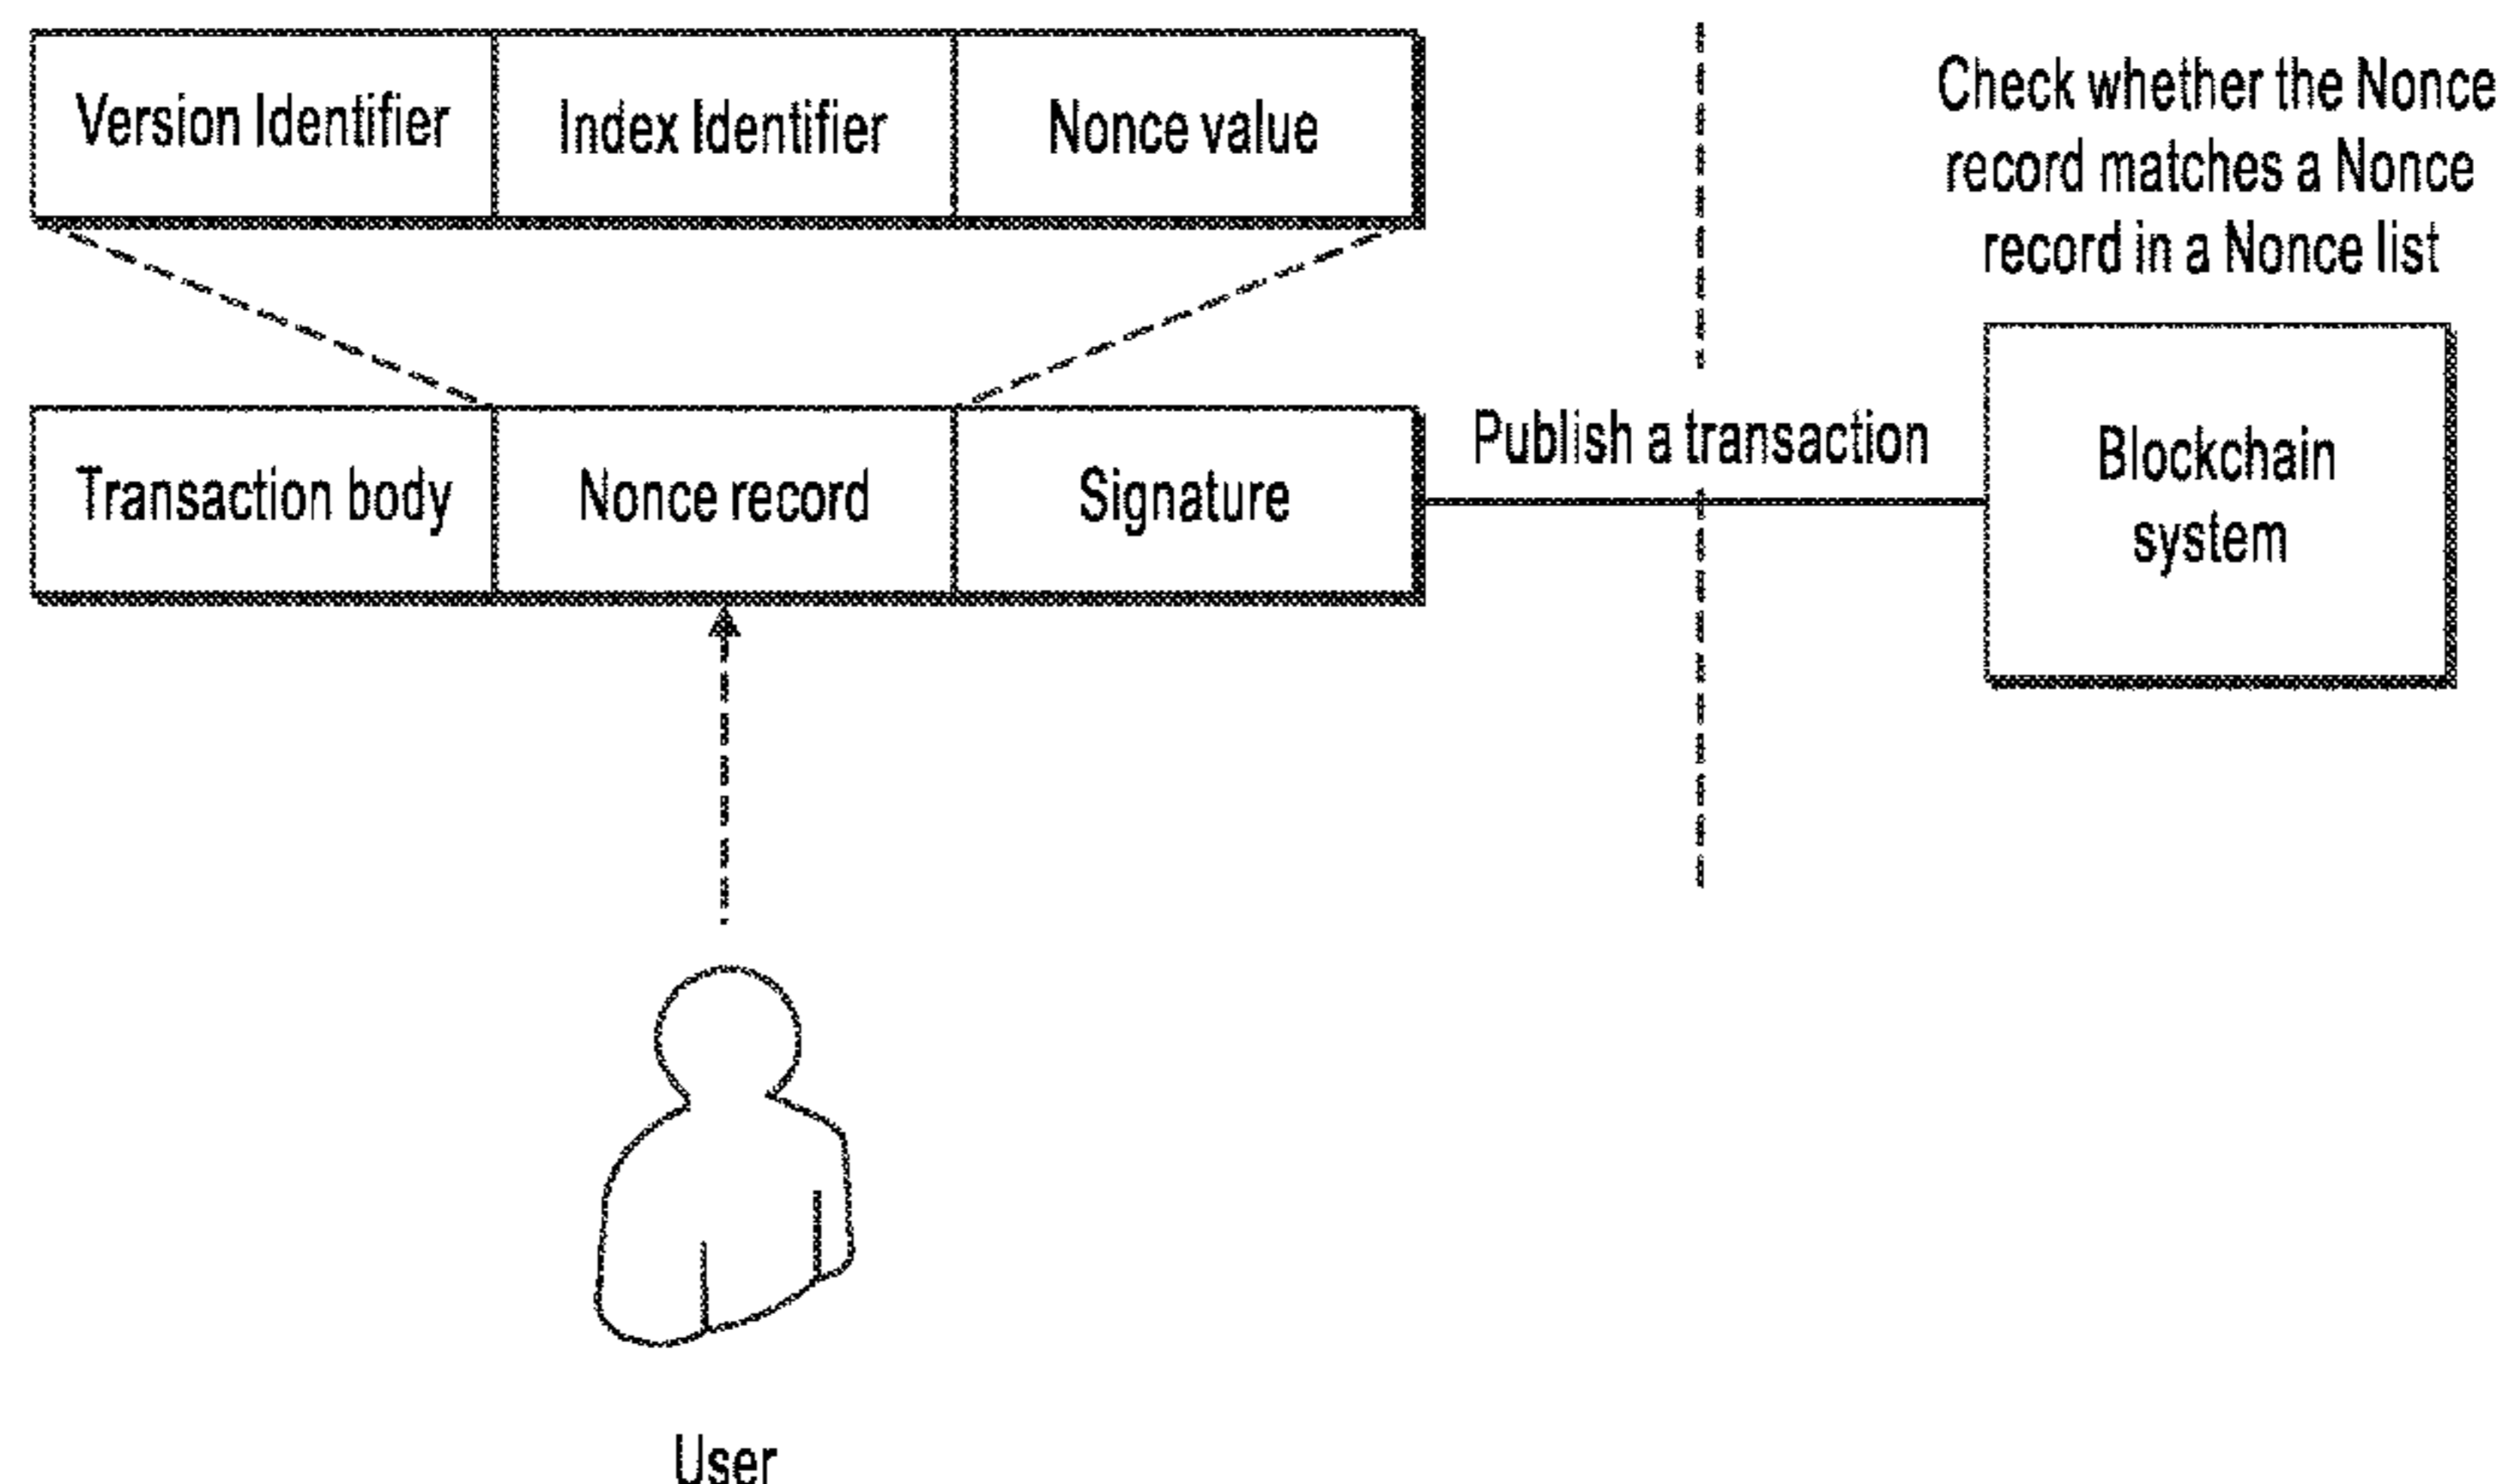 Version Identifier
Index Identifier
Nonce value
Check whether the Nonce
record matches a Nonce
record in a Nonce list
Transaction body
Nonce record
Signature
Publish a transaction
Blockchain
system
User